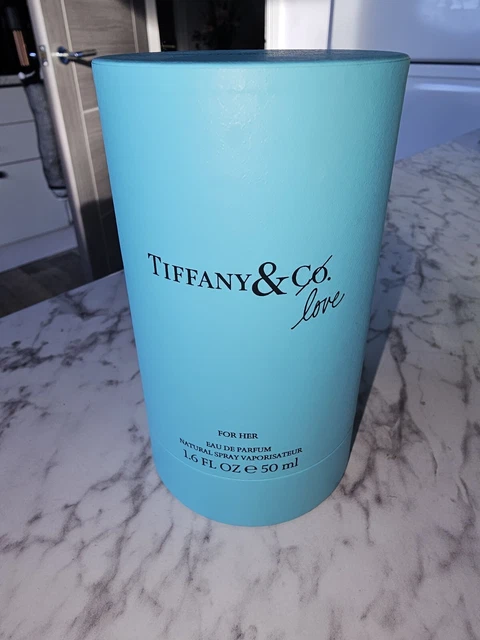 TIFFANY & CO.
love
FOR HER
EAU DE PARFUM
NATURAL SPRAY VAPORISATEUR
1.6 FL OZ ℮ 50 ml